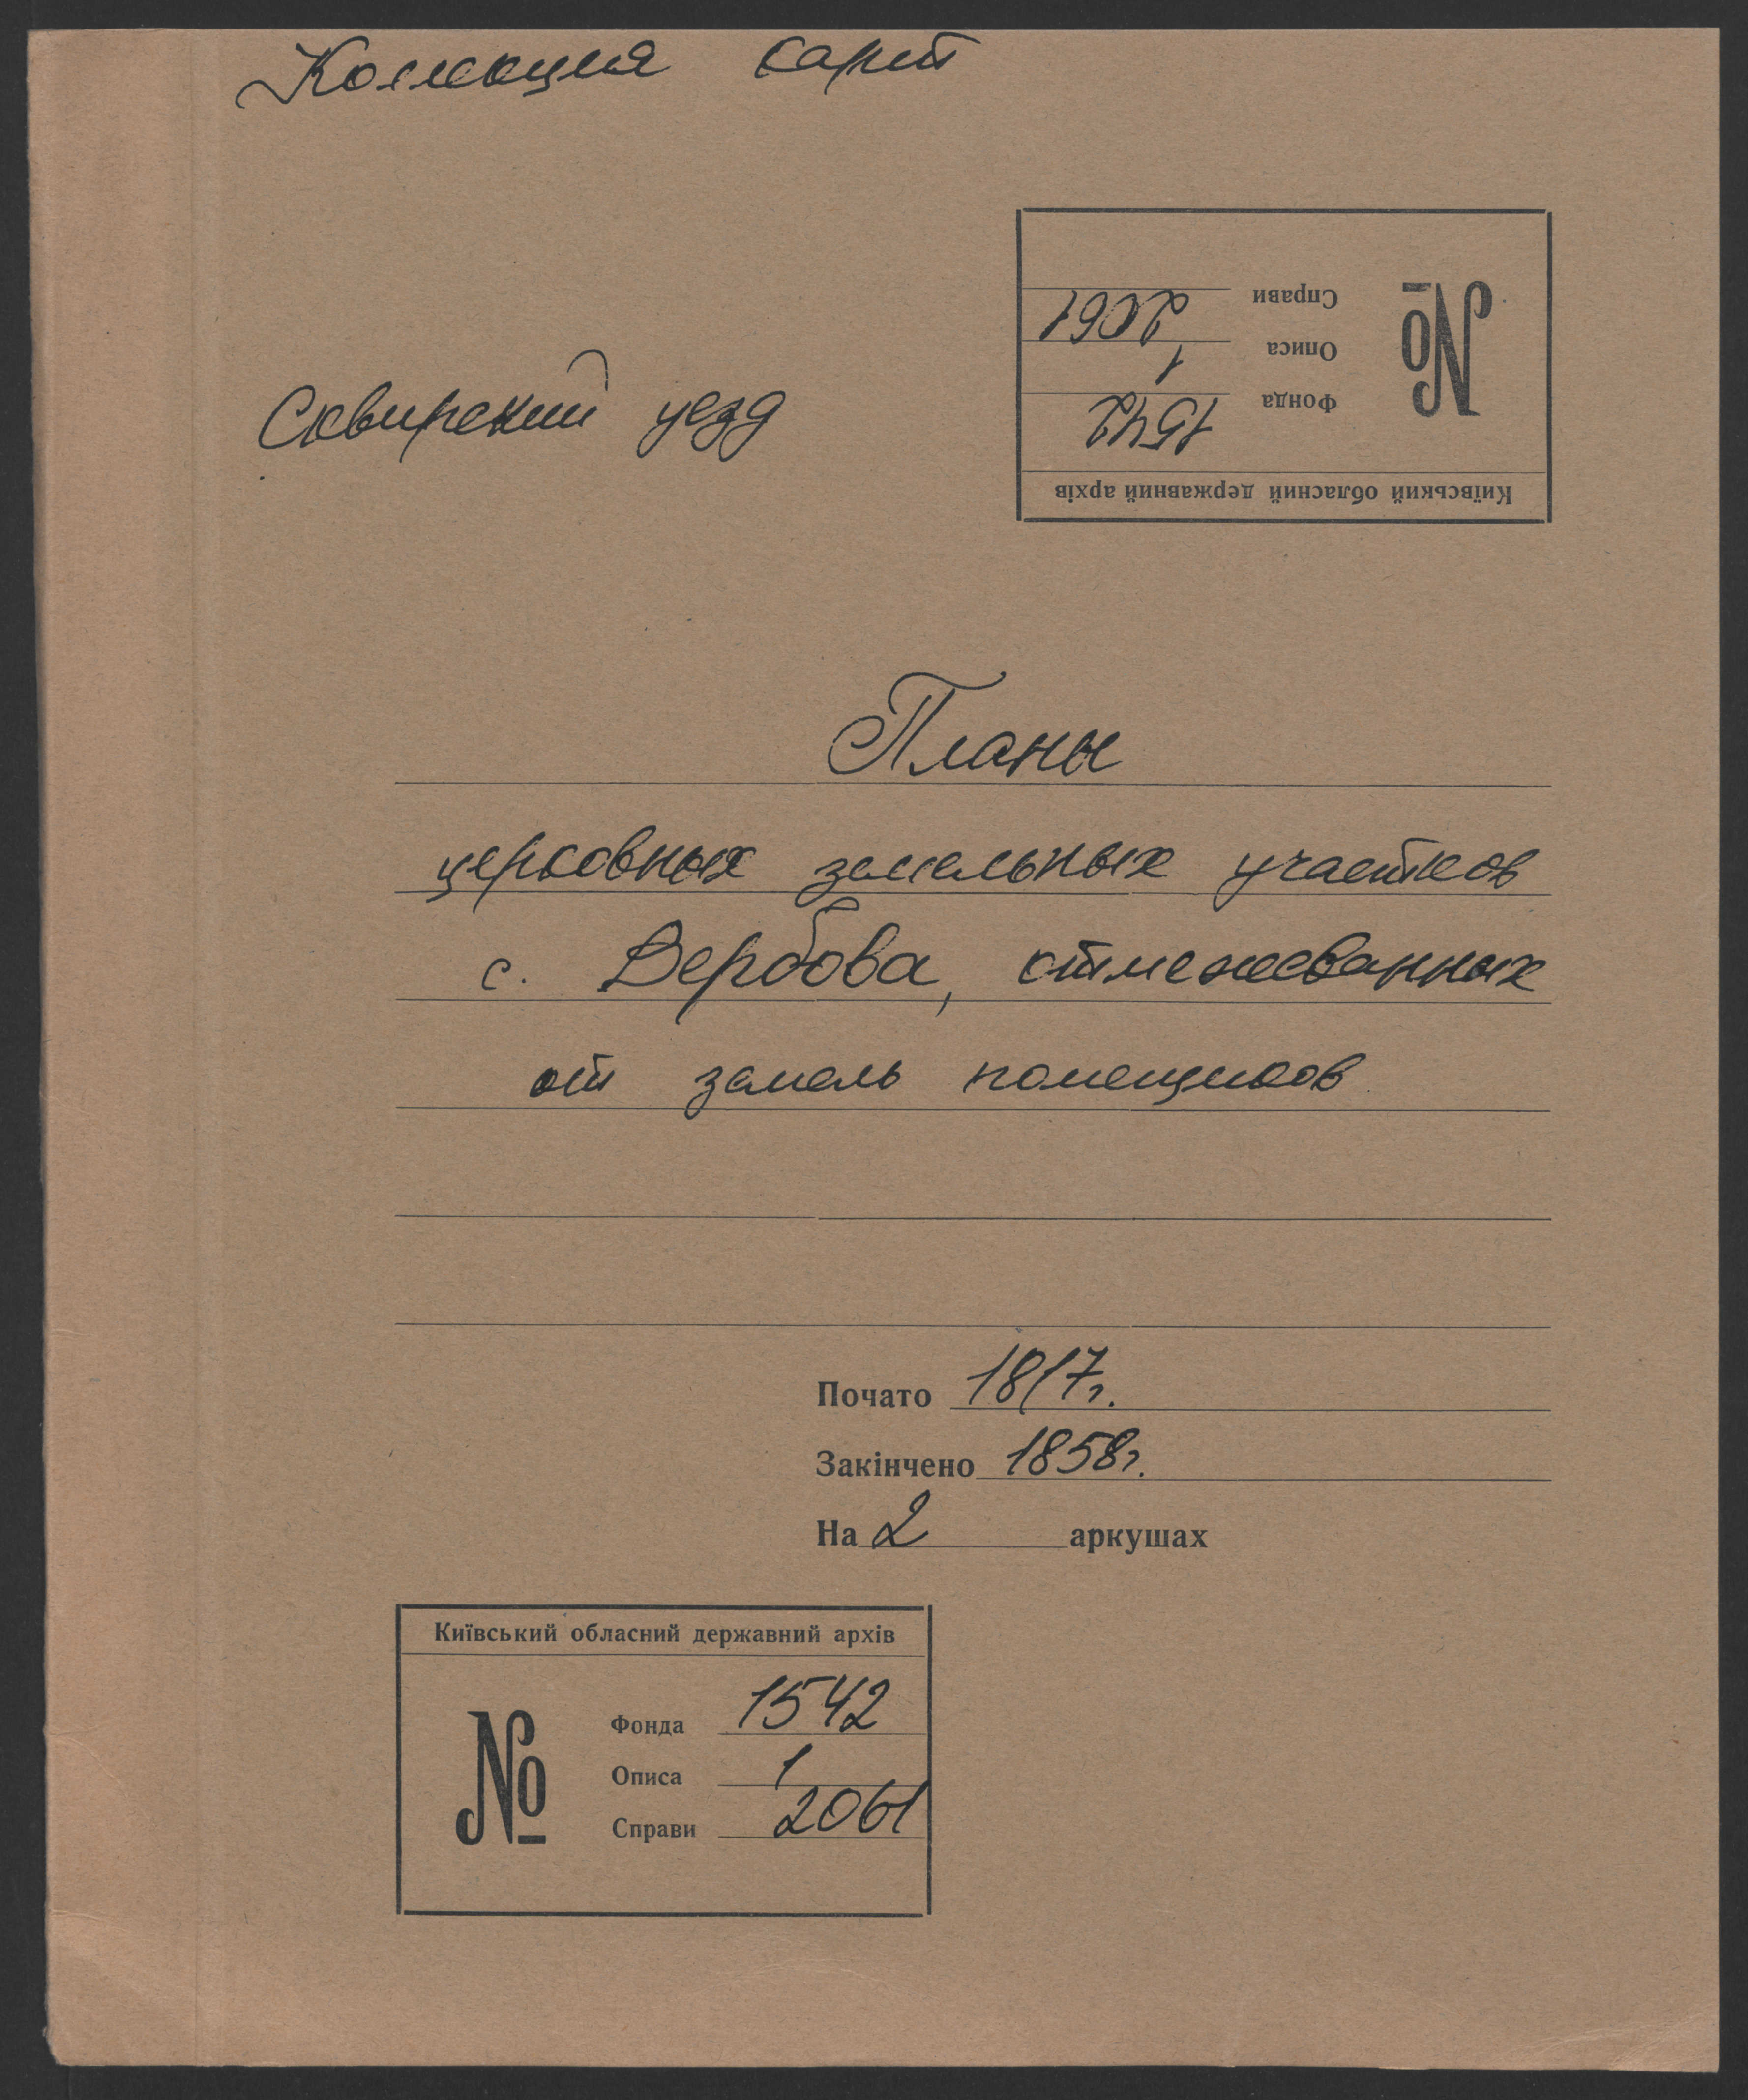 Коллекция карт
Справи 2061
Описа 1
Фонда 1542
№
Київський обласний державний архів
Сквирский уезд
Планы
церковных земельных участков
с. Вербова, отмежеванных
от земель помещиков
Почато 1817г.
Закінчено 1858г.
На 2 аркушах
Київський обласний державний архів
№
Фонда 1542
Описа 1
Справи 2061